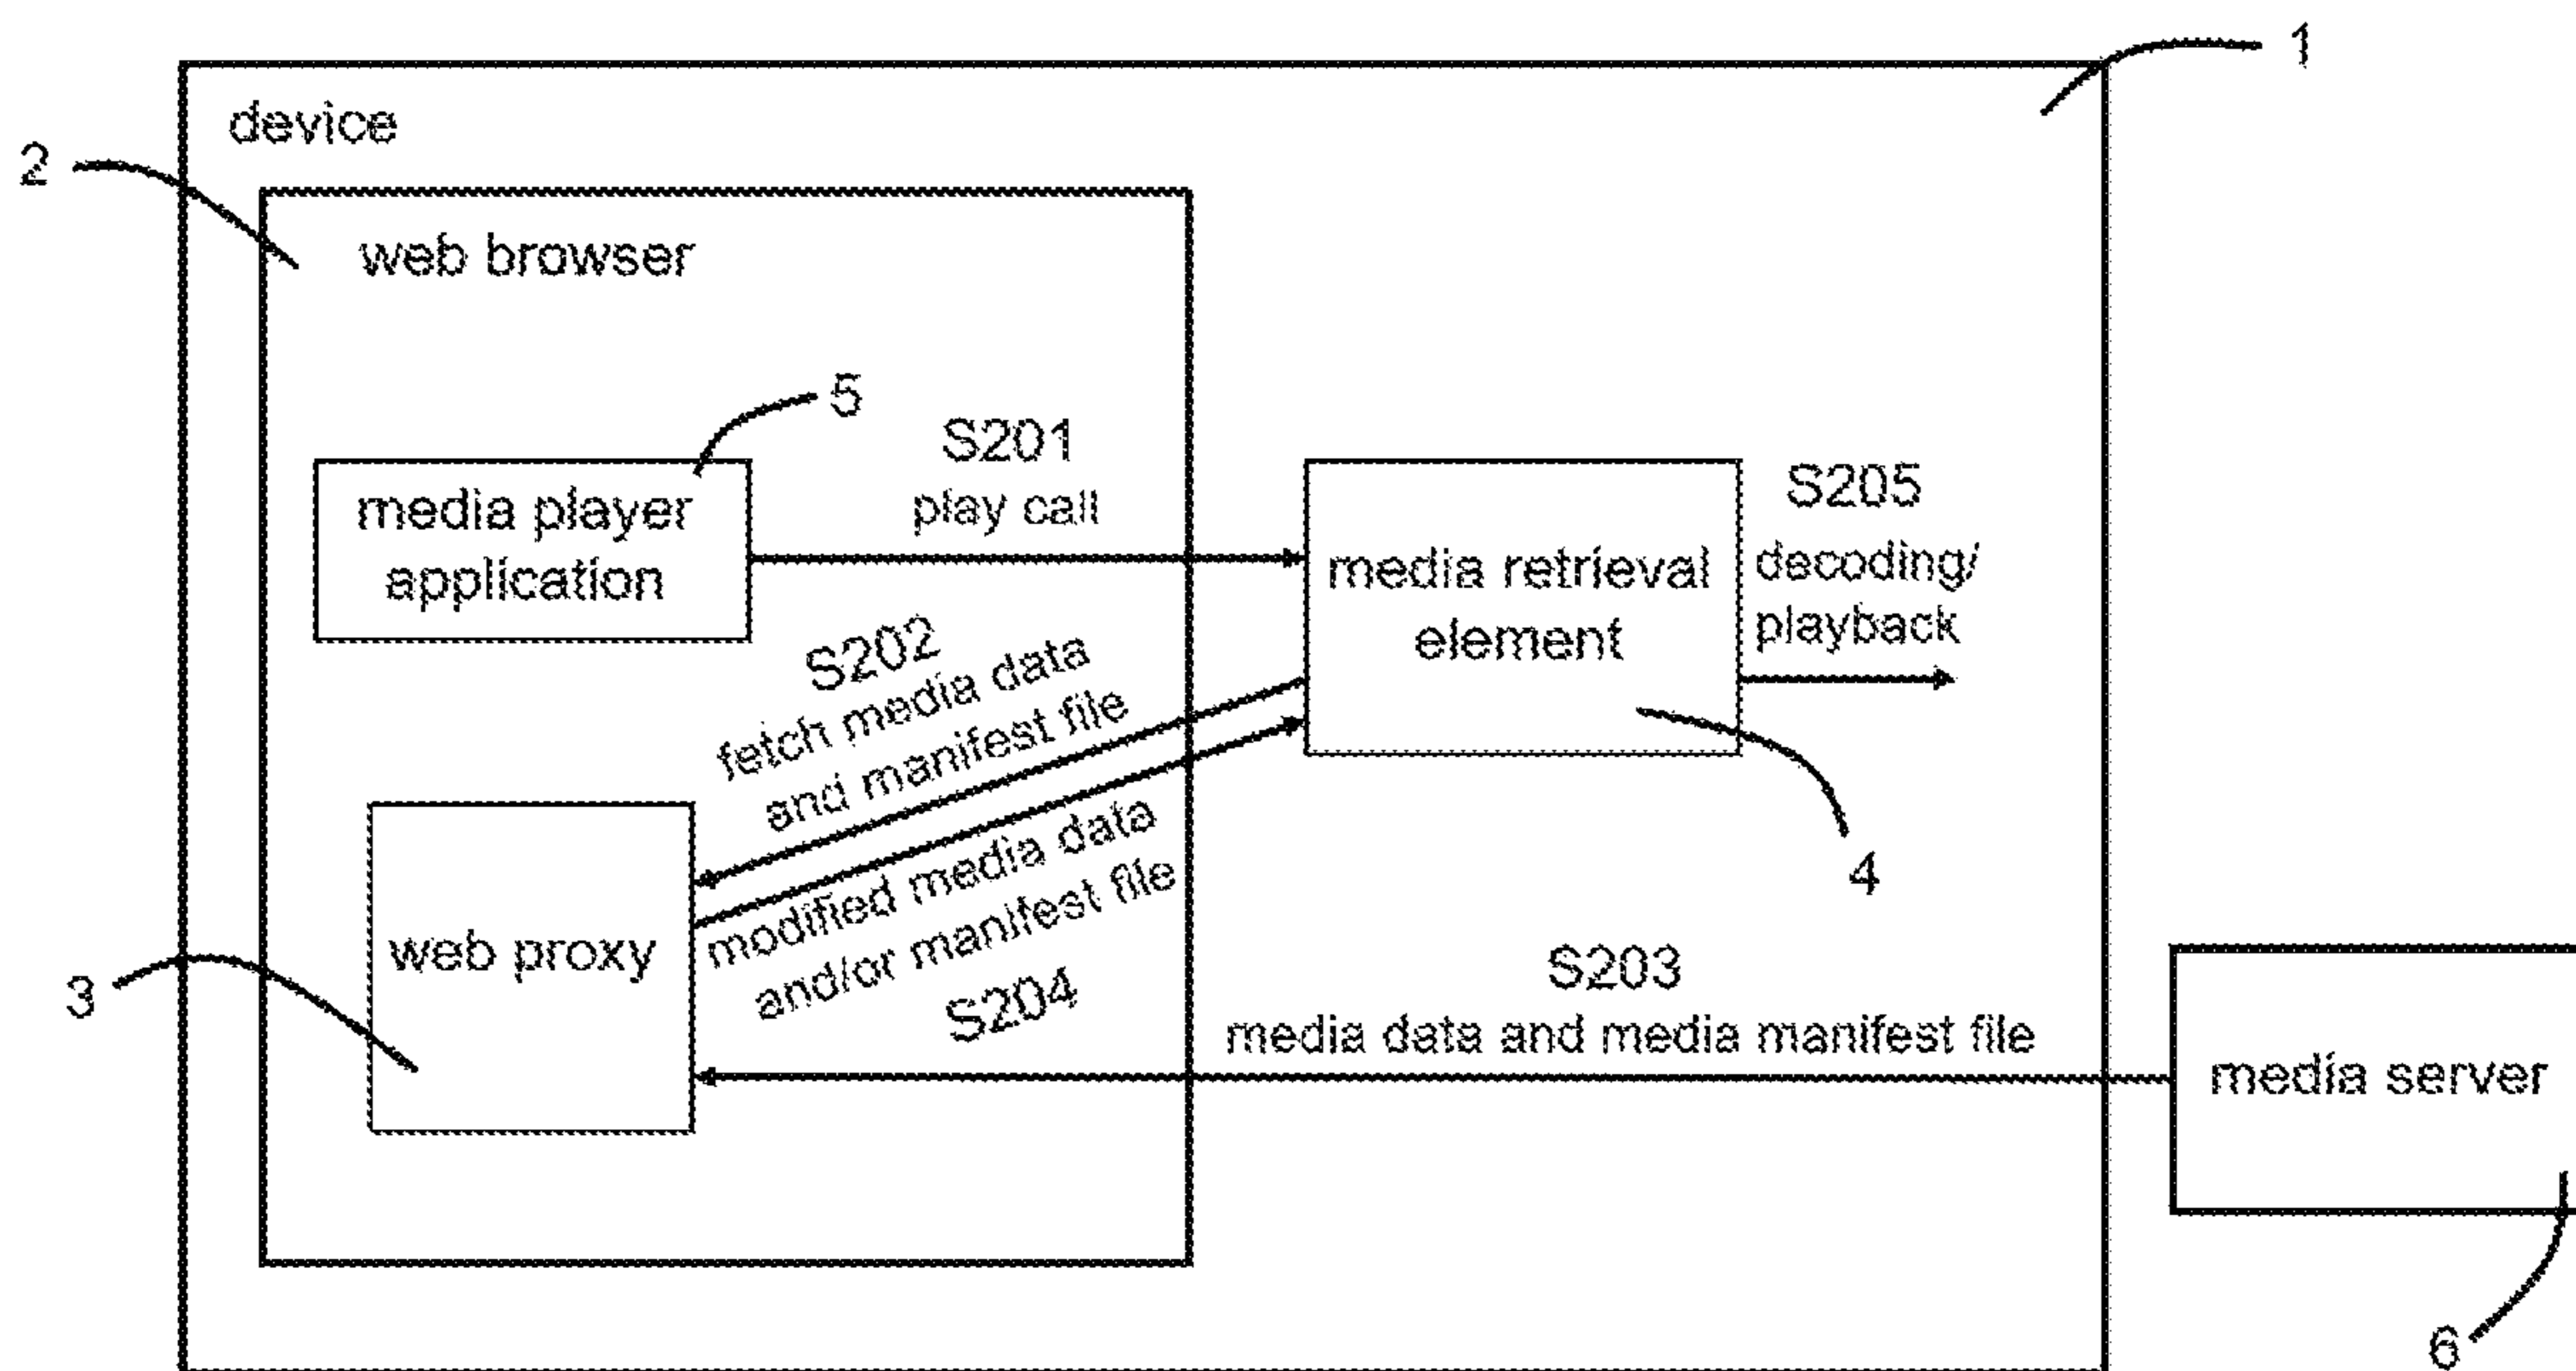 1
device
2
web browser
5
S201
play call
media player
application
S205
decoding/
playback
media retrieval
element
S202
fetch media data
and manifest file
4
modified media data
and/or manifest file
S204
web proxy
3
S203
media data and media manifest file
media server
6